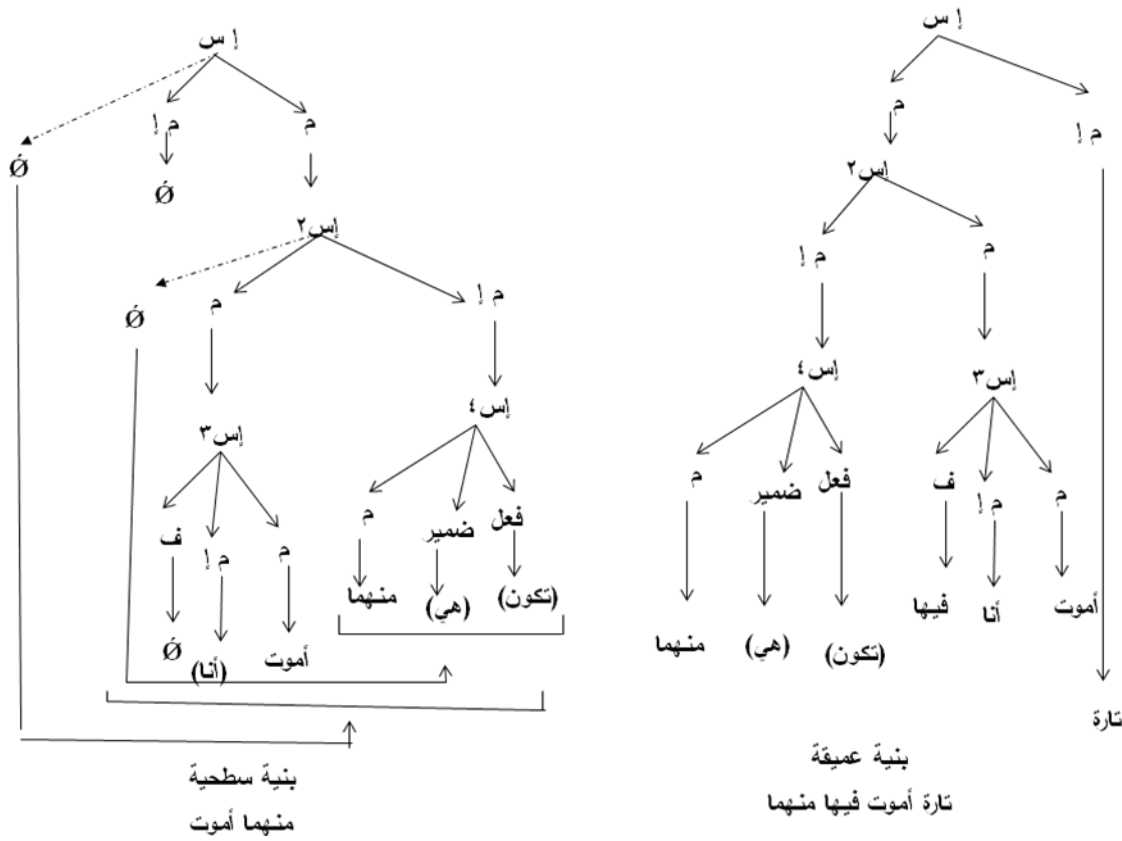 إ س
م إ
م
إس٢
م
م إ
إس٣
إس٤
م
م إ
ف
فعل
ضمير
م
أموت
أنا
فيها
(تكون)
(هي)
منهما
تارة
بنية عميقة
تارة أموت فيها منهما
إ س
م
م إ
Ǿ
Ǿ
إس٢
م إ
م
Ǿ
إس٤
إس٣
فعل
ضمير
م
م
م إ
ف
(تكون)
(هي)
منهما
أموت
(أنا)
Ǿ
بنية سطحية
منهما أموت